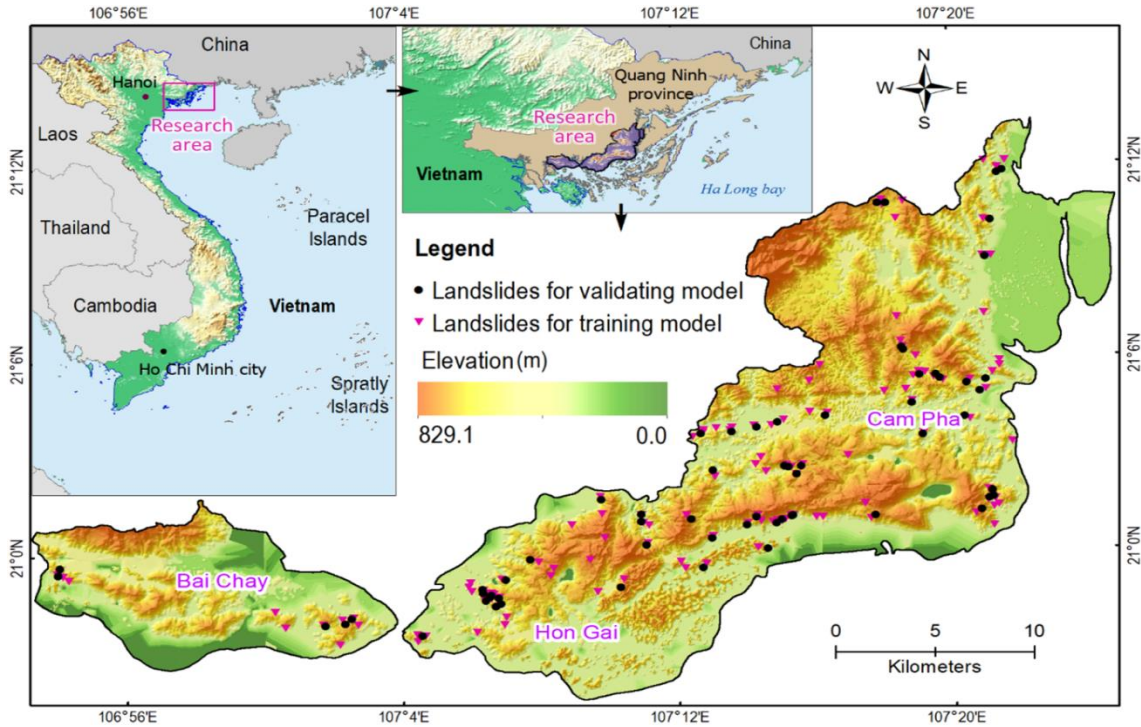 106°56'E
107°4'E
107°12'E
107°20'E
China
Hanoi
Laos
Research
area
Thailand
Paracel
Islands
Cambodia
Vietnam
Ho Chi Minh city
Spratly
Islands
China
Quang Ninh
province
Research
area
Vietnam
Ha Long bay
N
W
E
S
Legend
Landslides for validating model
Landslides for training model
Elevation (m)
829.1
0.0
21°12'N
21°12'N
21°6'N
21°6'N
21°0'N
21°0'N
Cam Pha
Bai Chay
Hon Gai
0
5
10
Kilometers
106°56'E
107°4'E
107°12'E
107°20'E